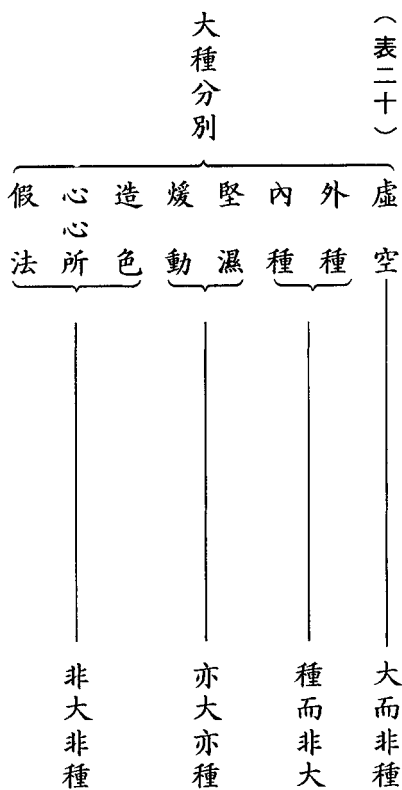 （表二十）
大種分別
虛空
外種
內種
堅濕
煖動
造色
心心所
假法
大而非種
種而非大
亦大亦種
非大非種